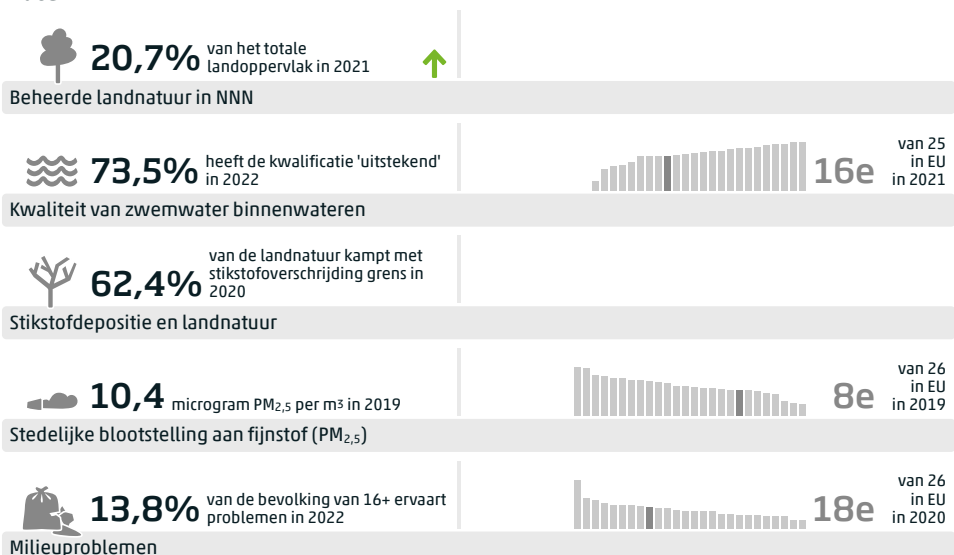 20,7% van het totale
landoppervlak in 2021
Beheerde landnatuur in NNN
73,5% heeft de kwalificatie 'uitstekend'
in 2022
16e van 25
in EU
in 2021
Kwaliteit van zwemwater binnenwateren
62,4% van de landnatuur kampt met
stikstofoverschrijding grens in
2020
Stikstofdepositie en landnatuur
10,4 microgram PM2,5 per m3 in 2019
8e van 26
in EU
in 2019
Stedelijke blootstelling aan fijnstof (PM2,5)
13,8% van de bevolking van 16+ ervaart
problemen in 2022
18e van 26
in EU
in 2020
Milieuproblemen